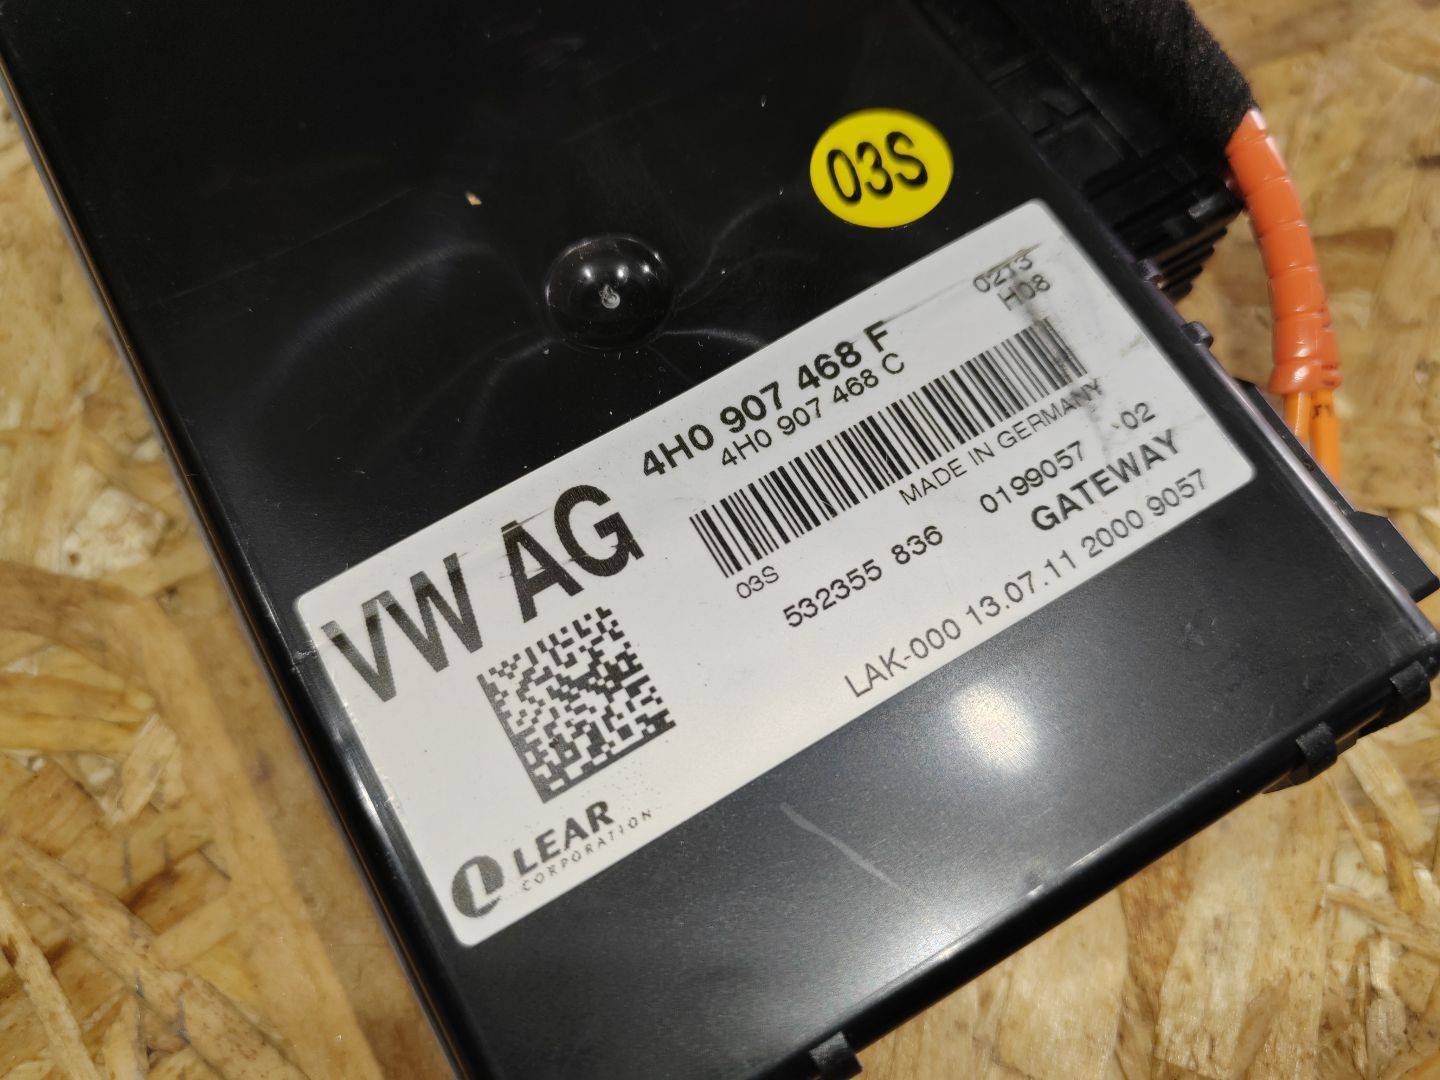 03S
0273
H08
4H0 907 468 F
4H0 907 468 C
VW AG
MADE IN GERMANY
03S
532355 836 0199057 02
GATEWAY
LAK-000 13.07.11 2000 9057
LEAR
CORPORATION